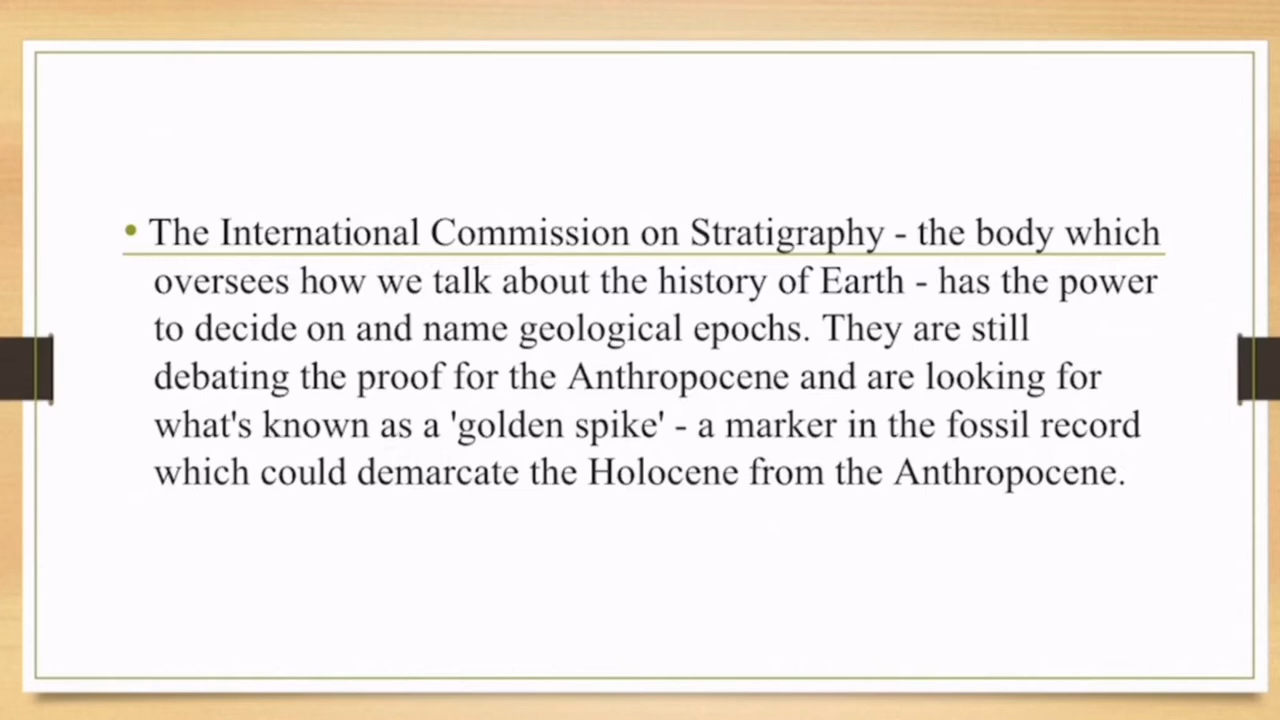 • The International Commission on Stratigraphy - the body which
oversees how we talk about the history of Earth - has the power
to decide on and name geological epochs. They are still
debating the proof for the Anthropocene and are looking for
what's known as a 'golden spike' - a marker in the fossil record
which could demarcate the Holocene from the Anthropocene.